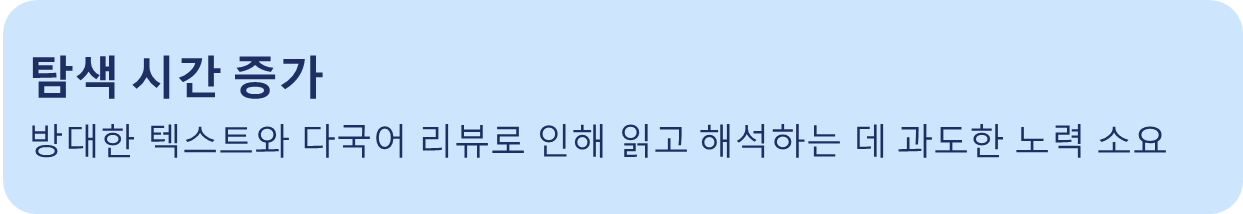 탐색 시간 증가
방대한 텍스트와 다국어 리뷰로 인해 읽고 해석하는 데 과도한 노력 소요